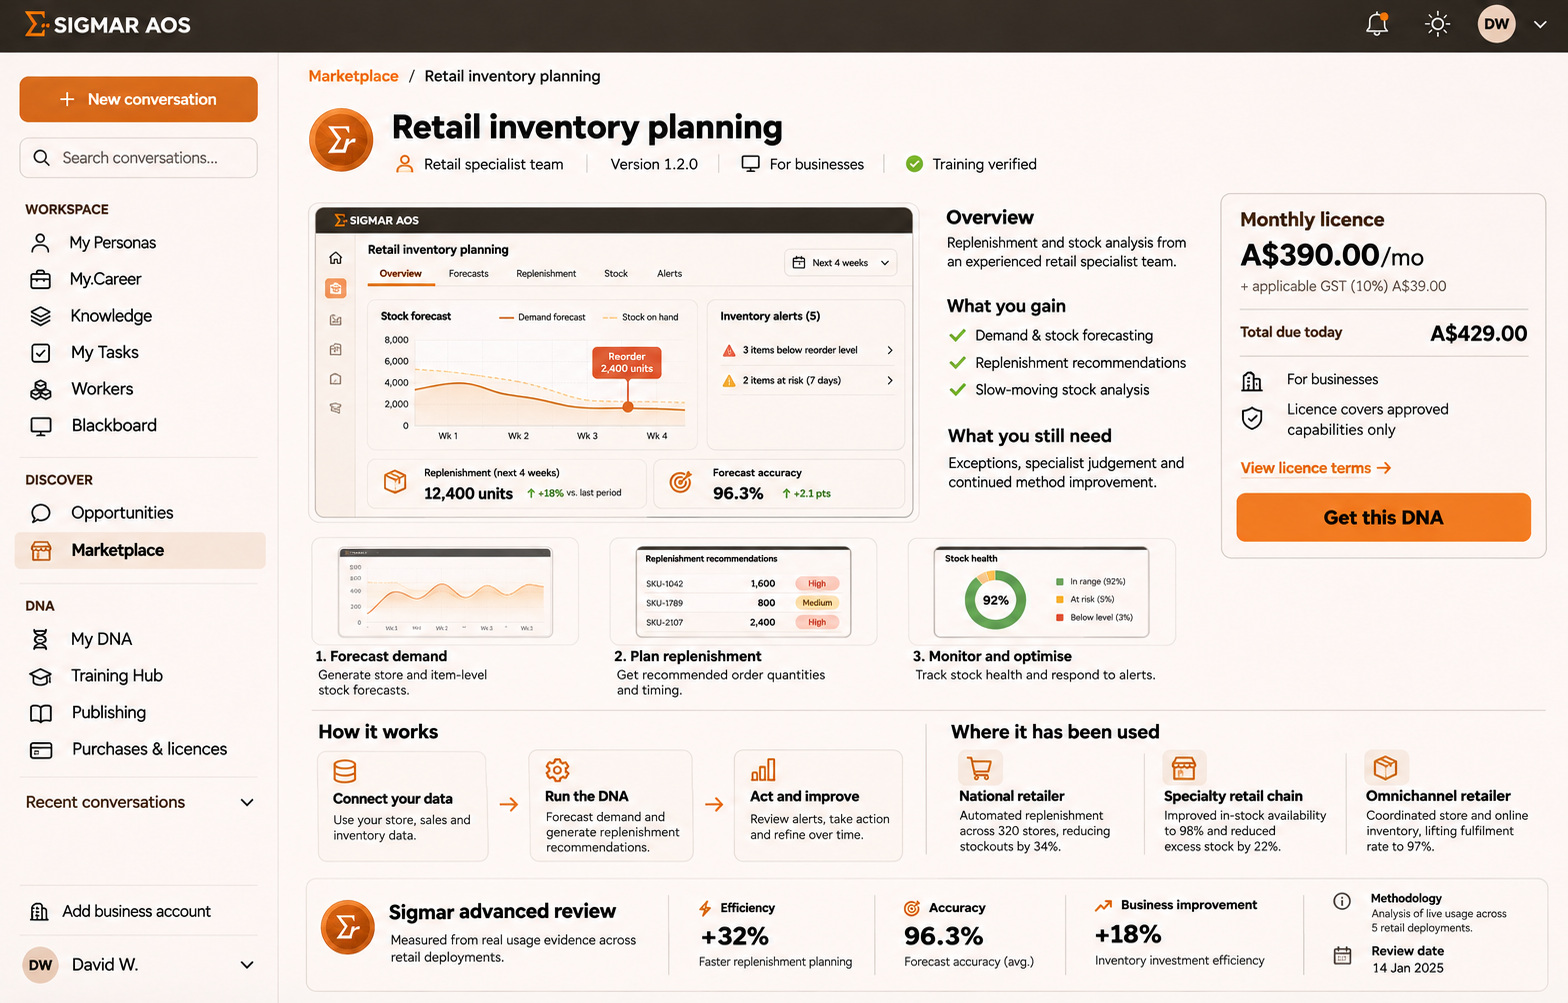 SIGMAR AOS
DW
New conversation
Search conversations...
WORKSPACE
My Personas
My.Career
Knowledge
My Tasks
Workers
Blackboard
DISCOVER
Opportunities
Marketplace
DNA
My DNA
Training Hub
Publishing
Purchases & licences
Recent conversations
Add business account
DW
David W.
Marketplace / Retail inventory planning
Retail inventory planning
Retail specialist team
Version 1.2.0
For businesses
Training verified
SIGMAR AOS
Retail inventory planning
Overview
Forecasts
Replenishment
Stock
Alerts
Next 4 weeks
Stock forecast
Demand forecast
Stock on hand
8,000
6,000
4,000
2,000
0
Reorder
2,400 units
Wk 1
Wk 2
Wk 3
Wk 4
Inventory alerts (5)
3 items below reorder level
2 items at risk (7 days)
Replenishment (next 4 weeks)
12,400 units
+18% vs. last period
Forecast accuracy
96.3%
+2.1 pts
Overview
Replenishment and stock analysis from
an experienced retail specialist team.
What you gain
Demand & stock forecasting
Replenishment recommendations
Slow-moving stock analysis
What you still need
Exceptions, specialist judgement and
continued method improvement.
Monthly licence
A$390.00/mo
+ applicable GST (10%) A$39.00
Total due today
A$429.00
For businesses
Licence covers approved
capabilities only
View licence terms →
Get this DNA
400
200
0
1. Forecast demand
Generate store and item-level
stock forecasts.
Replenishment recommendations
SKU-1042 1,600 High
SKU-1789 800 Medium
SKU-2107 2,400 High
2. Plan replenishment
Get recommended order quantities
and timing.
Stock health
92%
In range (92%)
At risk (5%)
Below level (3%)
3. Monitor and optimise
Track stock health and respond to alerts.
How it works
Connect your data
Use your store, sales and
inventory data.
Run the DNA
Forecast demand and
generate replenishment
recommendations.
Act and improve
Review alerts, take action
and refine over time.
Where it has been used
National retailer
Automated replenishment
across 320 stores, reducing
stockouts by 34%.
Specialty retail chain
Improved in-stock availability
to 98% and reduced
excess stock by 22%.
Omnichannel retailer
Coordinated store and online
inventory, lifting fulfilment
rate to 97%.
Sigmar advanced review
Measured from real usage evidence across
retail deployments.
Efficiency
+32%
Faster replenishment planning
Accuracy
96.3%
Forecast accuracy (avg.)
Business improvement
+18%
Inventory investment efficiency
Methodology
Analysis of live usage across
5 retail deployments.
Review date
14 Jan 2025